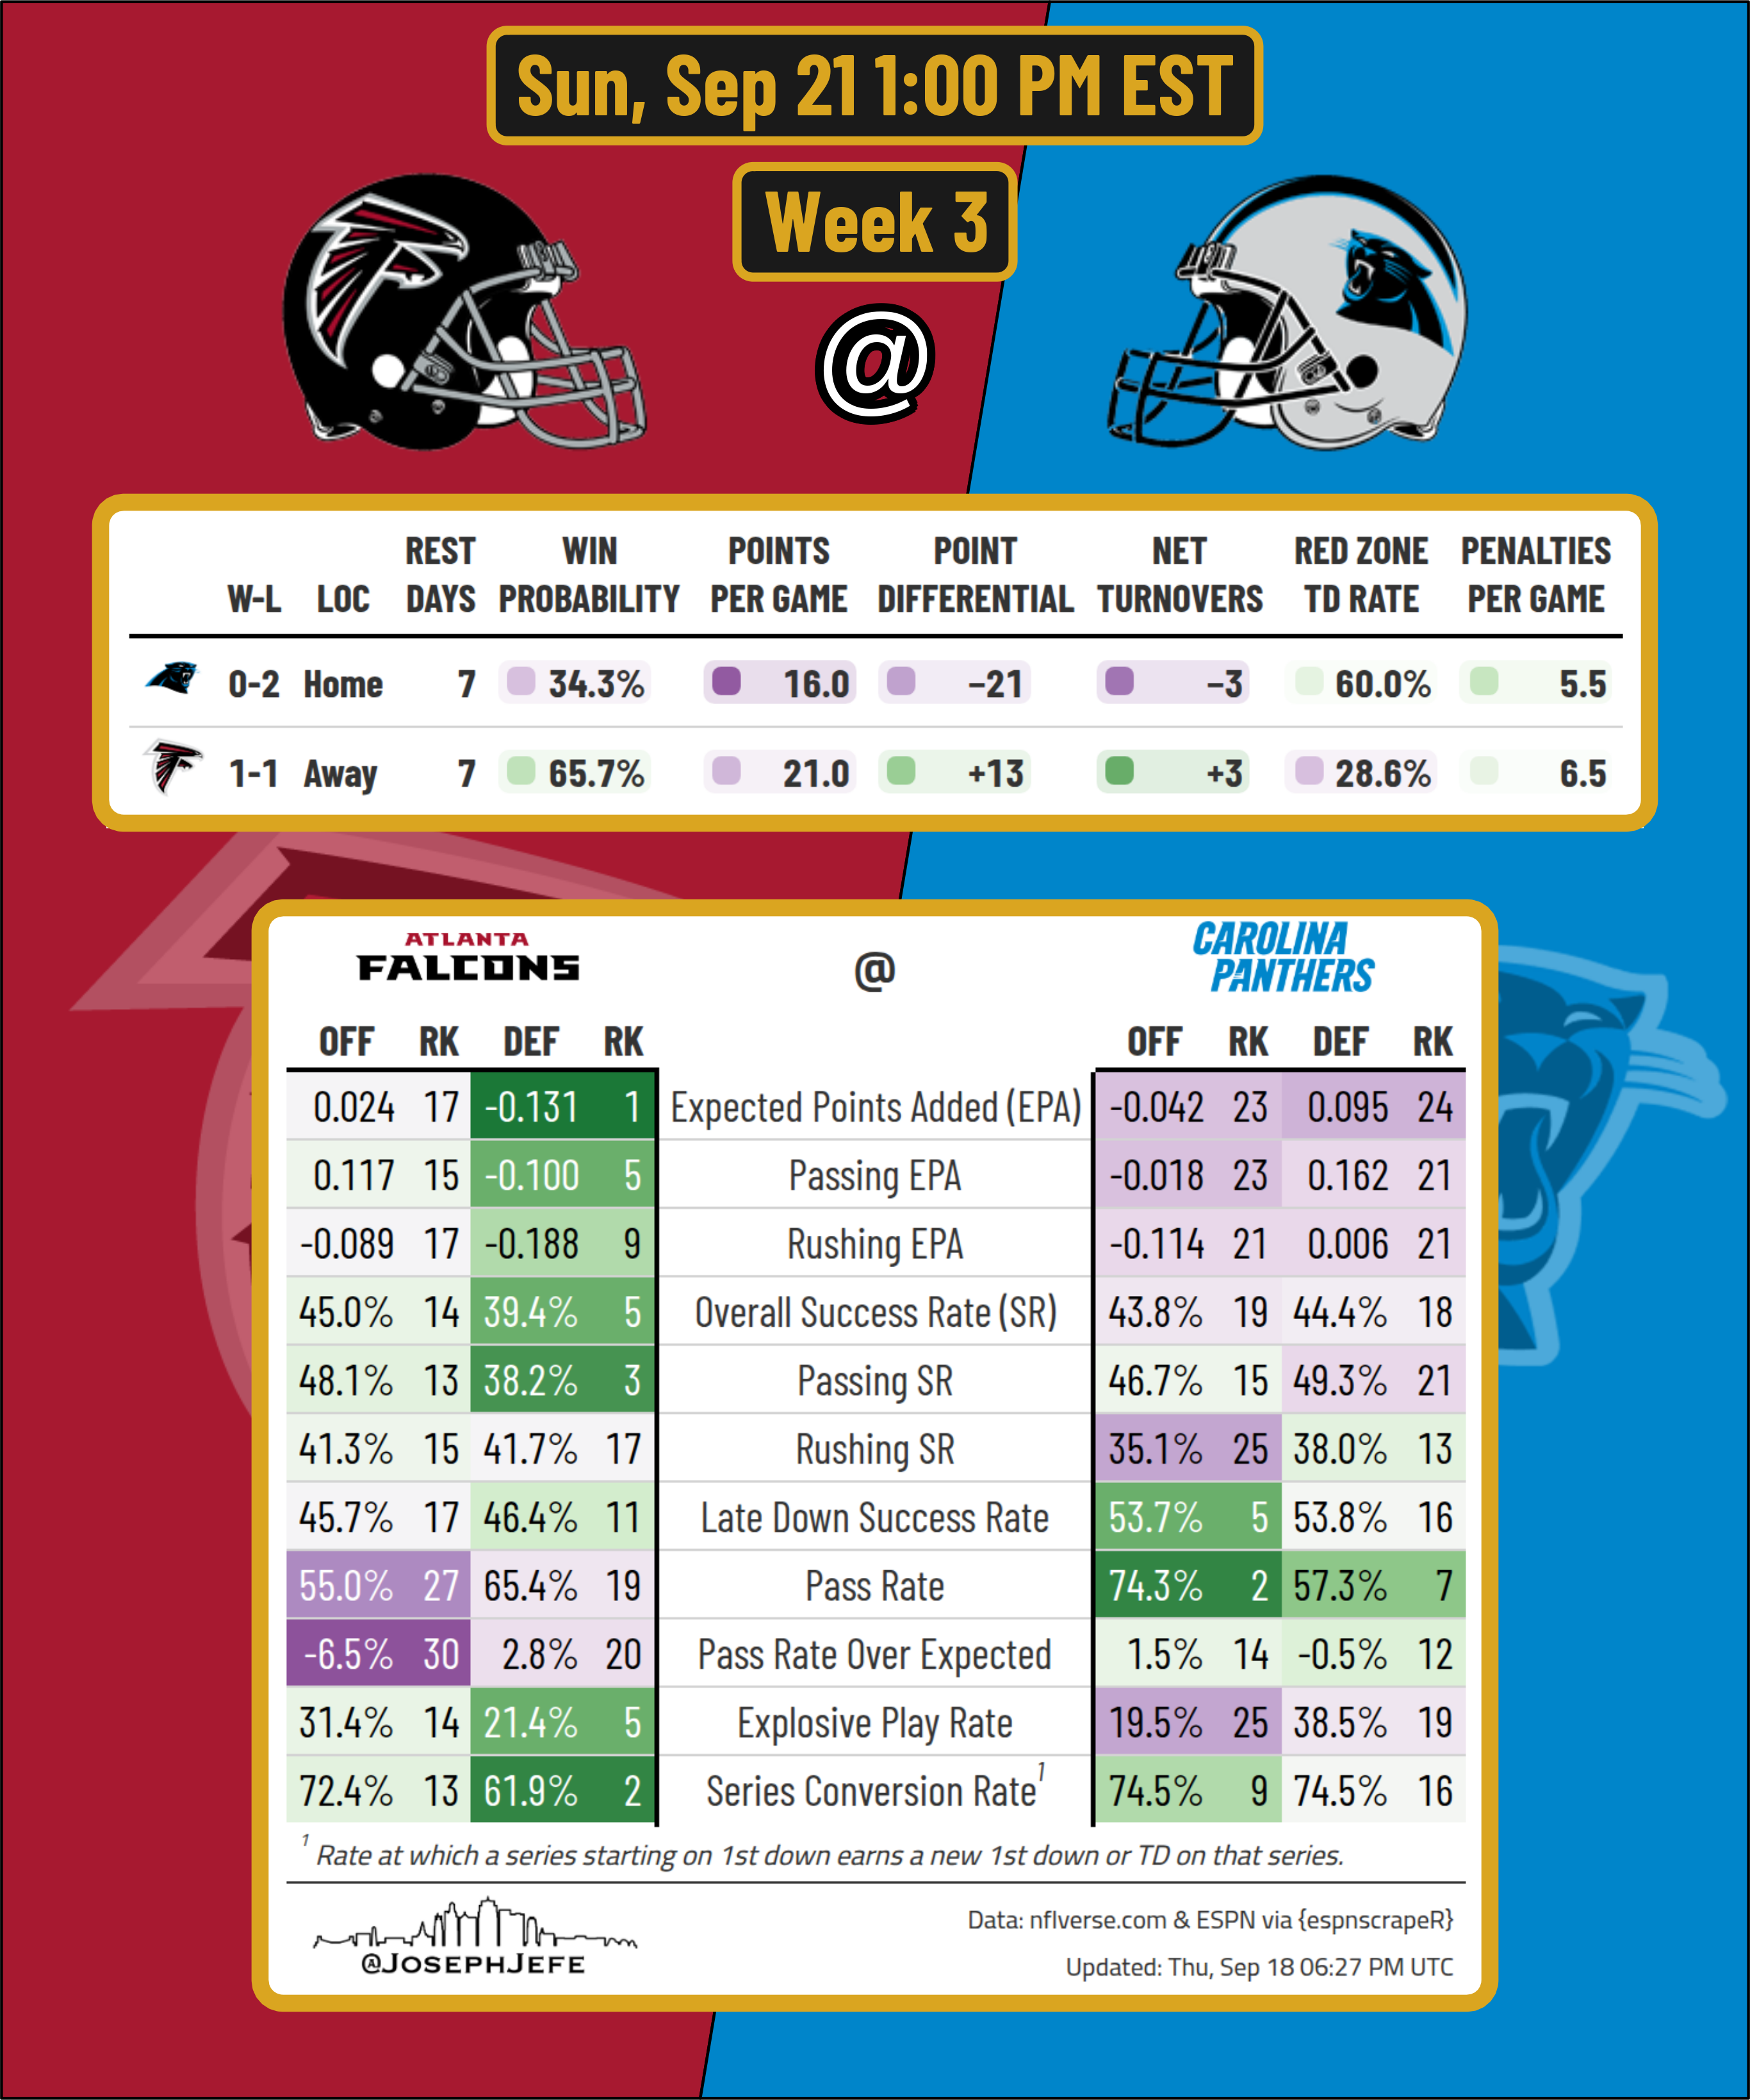 Sun, Sep 21 1:00 PM EST
Week 3
@
W-L LOC REST DAYS WIN PROBABILITY POINTS PER GAME POINT DIFFERENTIAL NET TURNOVERS RED ZONE TD RATE PENALTIES PER GAME
0-2 Home 7 34.3% 16.0 −21 −3 60.0% 5.5
1-1 Away 7 65.7% 21.0 +13 +3 28.6% 6.5
ATLANTA FALCONS @ CAROLINA PANTHERS
OFF RK DEF RK OFF RK DEF RK
0.024 17 -0.131 1 Expected Points Added (EPA) -0.042 23 0.095 24
0.117 15 -0.100 5 Passing EPA -0.018 23 0.162 21
-0.089 17 -0.188 9 Rushing EPA -0.114 21 0.006 21
45.0% 14 39.4% 5 Overall Success Rate (SR) 43.8% 19 44.4% 18
48.1% 13 38.2% 3 Passing SR 46.7% 15 49.3% 21
41.3% 15 41.7% 17 Rushing SR 35.1% 25 38.0% 13
45.7% 17 46.4% 11 Late Down Success Rate 53.7% 5 53.8% 16
55.0% 27 65.4% 19 Pass Rate 74.3% 2 57.3% 7
-6.5% 30 2.8% 20 Pass Rate Over Expected 1.5% 14 -0.5% 12
31.4% 14 21.4% 5 Explosive Play Rate 19.5% 25 38.5% 19
72.4% 13 61.9% 2 Series Conversion Rate1 74.5% 9 74.5% 16
1 Rate at which a series starting on 1st down earns a new 1st down or TD on that series.
@JOSEPHJEFE
Data: nflverse.com & ESPN via {espnscrapeR}
Updated: Thu, Sep 18 06:27 PM UTC